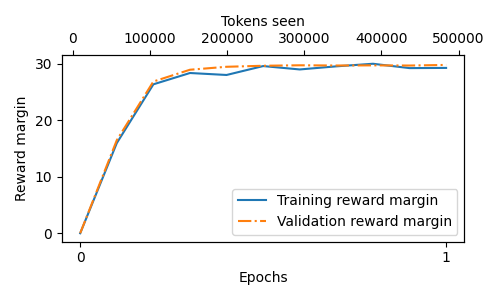 Tokens seen
0 100000 200000 300000 400000 500000
30
20
10
0
Reward margin
Training reward margin
Validation reward margin
0 1
Epochs